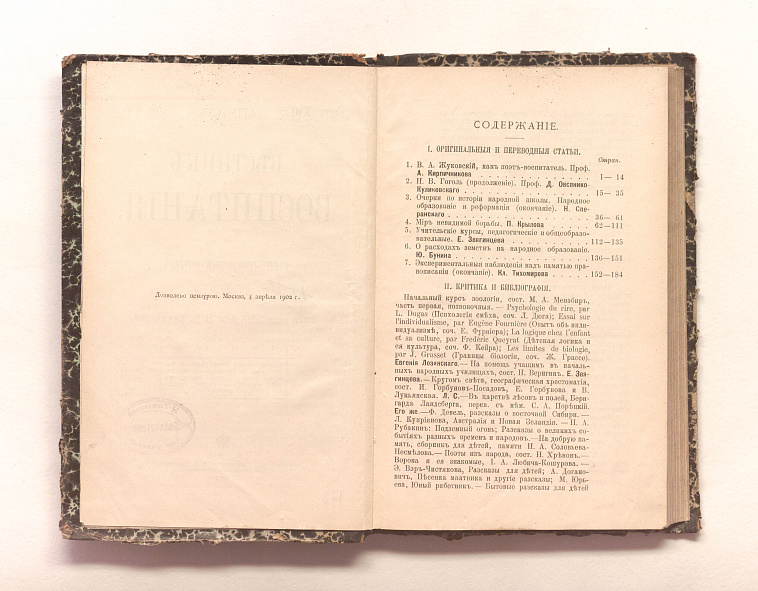 Дозволено цензурою. Москва, 4 апрѣля 1902 г.
СОДЕРЖАНІЕ.
I. ОРИГИНАЛЬНЫЯ И ПЕРЕВОДНЫЯ СТАТЬИ.
Стран.
1. В. А. Жуковскій, какъ поэтъ-воспитатель. Проф.
А. Кирпичникова . . . . . . . . . . . . . . 1— 14
2. Н. В. Гоголь (продолженіе). Проф. Д. Овсянико-
Куликовскаго . . . . . . . . . . . . . . . 15— 35
3. Очерки по исторіи народной школы. Народное
образованіе и реформація (окончаніе). Н. Спе-
ранскаго . . . . . . . . . . . . . . . . . 36— 61
4. Міръ невидимой борьбы. П. Крылова . . . . . 62—111
5. Учительскіе курсы, педагогическіе и общеобразо-
вательные. Е. Звягинцева . . . . . . . . . . 112—135
6. О расходахъ земствъ на народное образованіе.
Ю. Бунина . . . . . . . . . . . . . . . . 136—151
7. Экспериментальныя наблюденія надъ памятью пра-
вописанія (окончаніе). Кл. Тихомирова . . . . . 152—184
II. КРИТИКА И БИБЛІОГРАФІЯ.
Начальный курсъ зоологіи, сост. М. А. Мензбиръ,
часть первая, позвоночныя. — Psychologie du rire, par
L. Dugas (Психологія смѣха, соч. Л. Дюга); Essai sur
l'individualisme, par Eugène Fournière (Опытъ объ инди-
видуализмѣ, соч. Е. Фурніера); La logique chez l'enfant
et sa culture, par Frédéric Queyrat (Дѣтская логика и
ея культура, соч. Ф. Кейра); Les limites de biologie,
par J. Grasset (Границы біологіи, соч. Ж. Грассе).
Евгенія Лозинскаго. — На помощь учащимъ въ началь-
ныхъ народныхъ училищахъ, сост. Н. Веригинъ. Е. Звя-
гинцева. — Кругомъ свѣта, географическая хрестоматія,
сост. И. Горбуновъ-Посадовъ, Е. Горбунова и В.
Лукьянская. Л. С. — Въ царствѣ лѣсовъ и полей, Берн-
гарда Ландсберга, перев. съ нѣм. С. А. Порѣцкій.
Его же. — Ф. Девель, разсказы о восточной Сибири. —
Л. Купріянова, Австралія и Новая Зеландія. — Н. А.
Рубакинъ: Подземный огонь; Разсказы о великихъ со-
бытіяхъ разныхъ временъ и народовъ. — На добрую па-
мять, сборникъ для дѣтей, памяти Н. А. Соловьева-
Несмѣлова. — Поэты изъ народа, сост. И. Хрѣновъ. —
Ворона и ея знакомые, I. А. Любича-Кошурова. —
Э. Вэръ-Чистякова, Разсказы для дѣтей; А. Догано-
вичъ, Пѣсенка маятника и другіе разсказы; М. Юрь-
ева, Юный работникъ. — Бытовые разсказы для дѣтей